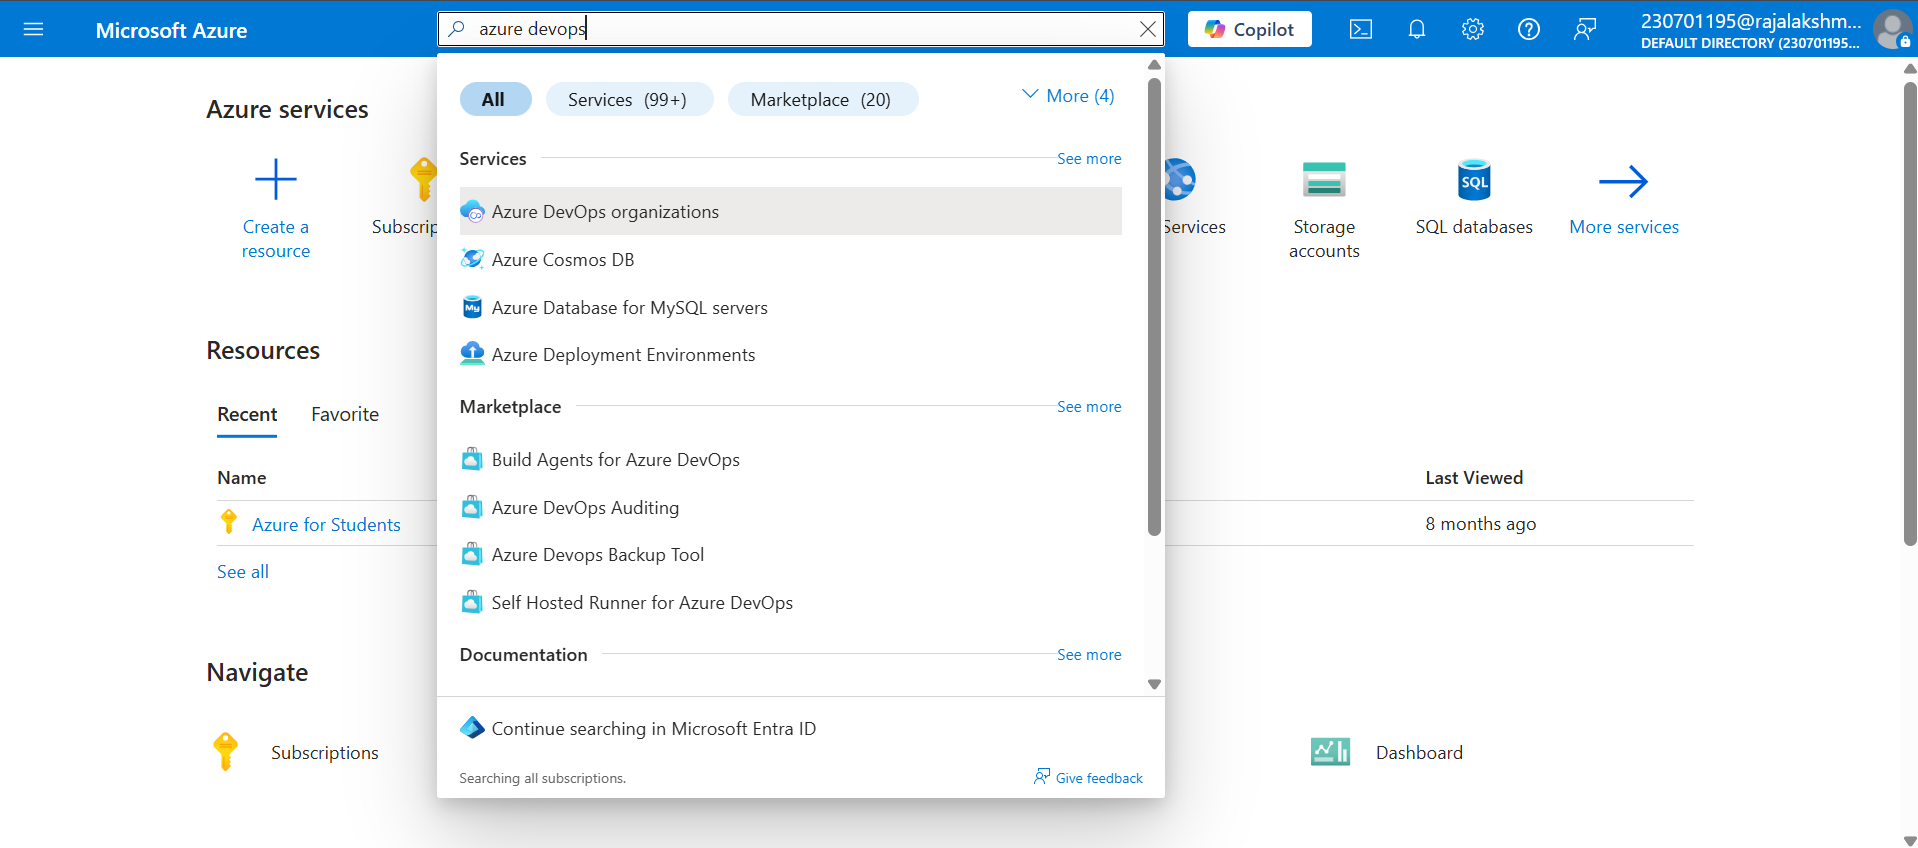 Microsoft Azure
azure devops
Copilot
230701195@rajalakshm...
DEFAULT DIRECTORY (230701195...
All
Services (99+)
Marketplace (20)
More (4)
Azure services
Services
See more
Create a
resource
Subscrip
Azure DevOps organizations
Azure Cosmos DB
My
Azure Database for MySQL servers
Azure Deployment Environments
Services
Storage
accounts
SQL
SQL databases
More services
Resources
Recent
Favorite
Marketplace
See more
Build Agents for Azure DevOps
Azure DevOps Auditing
Azure Devops Backup Tool
Self Hosted Runner for Azure DevOps
Name
Last Viewed
Azure for Students
8 months ago
See all
Documentation
See more
Navigate
Continue searching in Microsoft Entra ID
Subscriptions
Dashboard
Searching all subscriptions.
Give feedback